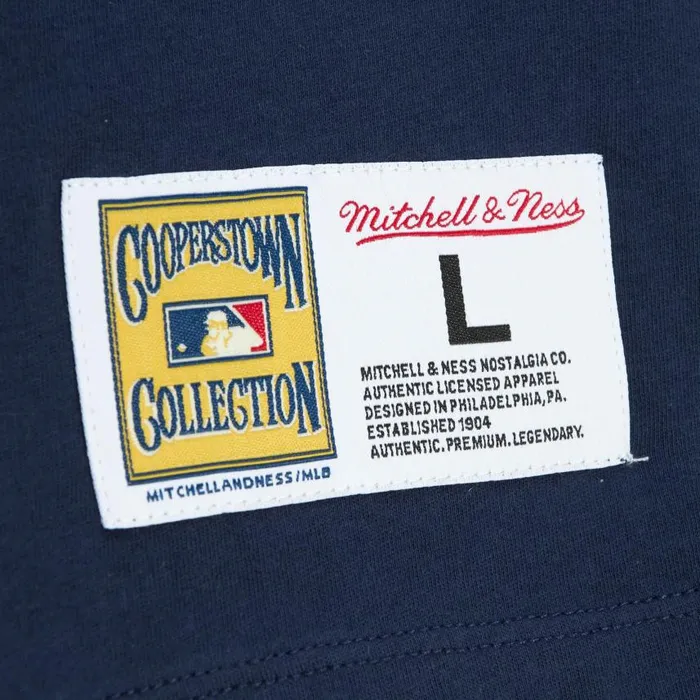 COOPERSTOWN
COLLECTION
MITCHELLANDNESS/MLB
Mitchell & Ness
L
MITCHELL & NESS NOSTALGIA CO.
AUTHENTIC LICENSED APPAREL
DESIGNED IN PHILADELPHIA, PA.
ESTABLISHED 1904
AUTHENTIC. PREMIUM. LEGENDARY.